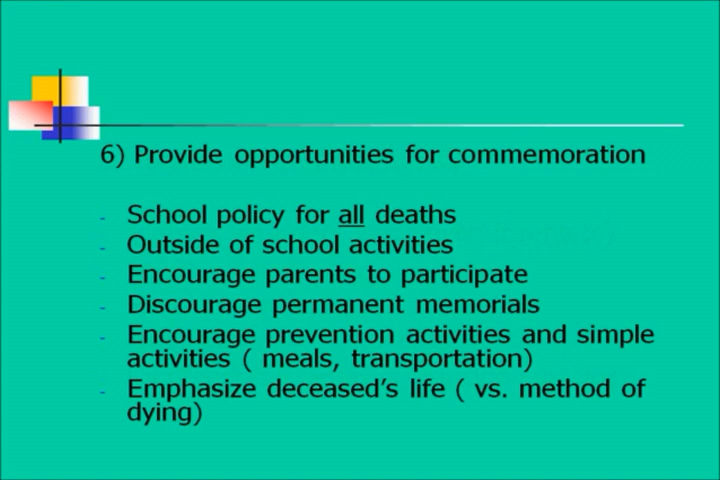 6) Provide opportunities for commemoration
- School policy for all deaths
- Outside of school activities
- Encourage parents to participate
- Discourage permanent memorials
- Encourage prevention activities and simple
activities ( meals, transportation)
- Emphasize deceased's life ( vs. method of
dying)